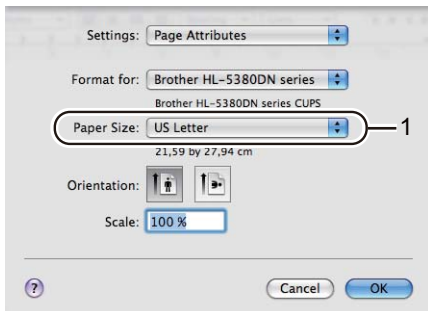 Settings: Page Attributes
Format for: Brother HL-5380DN series
Brother HL-5380DN series CUPS
Paper Size: US Letter 1
21,59 by 27,94 cm
Orientation:
Scale: 100 %
? Cancel OK